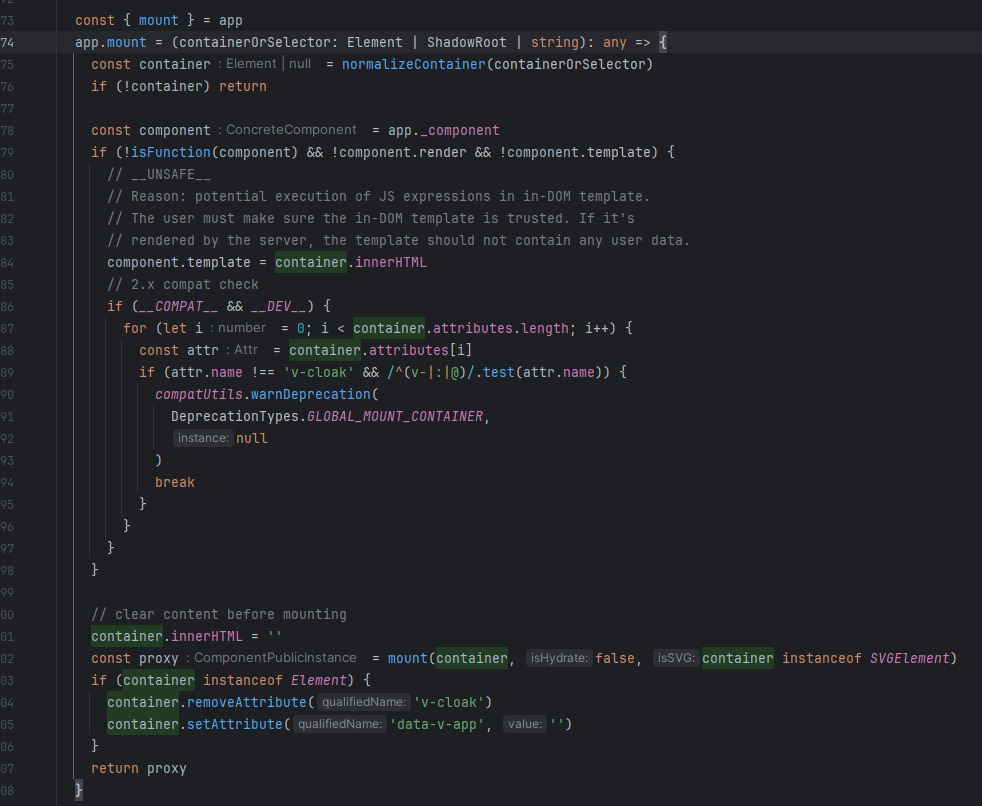 73 const { mount } = app
74 app.mount = (containerOrSelector: Element | ShadowRoot | string): any => {
75 const container : Element | null = normalizeContainer(containerOrSelector)
76 if (!container) return
77
78 const component : ConcreteComponent = app._component
79 if (!isFunction(component) && !component.render && !component.template) {
80 // __UNSAFE__
81 // Reason: potential execution of JS expressions in in-DOM template.
82 // The user must make sure the in-DOM template is trusted. If it's
83 // rendered by the server, the template should not contain any user data.
84 component.template = container.innerHTML
85 // 2.x compat check
86 if (__COMPAT__ && __DEV__) {
87 for (let i : number = 0; i < container.attributes.length; i++) {
88 const attr : Attr = container.attributes[i]
89 if (attr.name !== 'v-cloak' && /^(v-|:|@)/.test(attr.name)) {
90 compatUtils.warnDeprecation(
91 DeprecationTypes.GLOBAL_MOUNT_CONTAINER,
92 instance: null
93 )
94 break
95 }
96 }
97 }
98 }
99
00 // clear content before mounting
01 container.innerHTML = ''
02 const proxy : ComponentPublicInstance = mount(container, isHydrate: false, isSVG: container instanceof SVGElement)
03 if (container instanceof Element) {
04 container.removeAttribute( qualifiedName: 'v-cloak')
05 container.setAttribute( qualifiedName: 'data-v-app', value: '')
06 }
07 return proxy
08 }